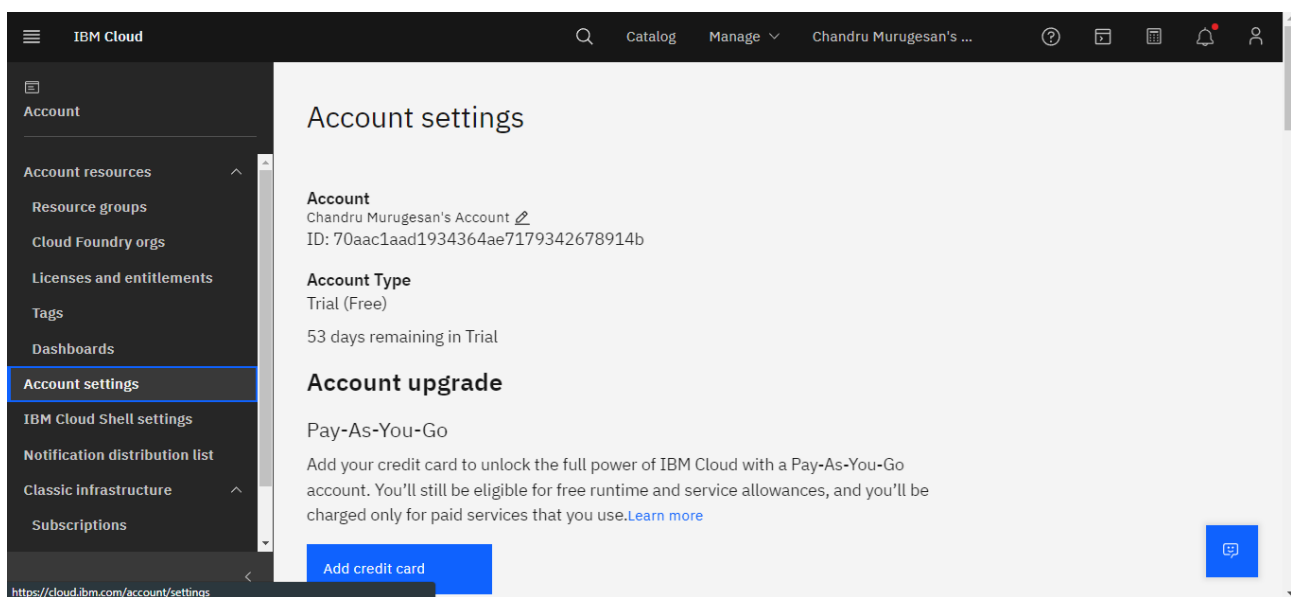 IBM Cloud
Catalog
Manage
Chandru Murugesan's ...
Account
Account resources
Resource groups
Cloud Foundry orgs
Licenses and entitlements
Tags
Dashboards
Account settings
IBM Cloud Shell settings
Notification distribution list
Classic infrastructure
Subscriptions
https://cloud.ibm.com/account/settings
Account settings
Account
Chandru Murugesan's Account
ID: 70aac1aad1934364ae7179342678914b
Account Type
Trial (Free)
53 days remaining in Trial
Account upgrade
Pay-As-You-Go
Add your credit card to unlock the full power of IBM Cloud with a Pay-As-You-Go
account. You'll still be eligible for free runtime and service allowances, and you'll be
charged only for paid services that you use.Learn more
Add credit card